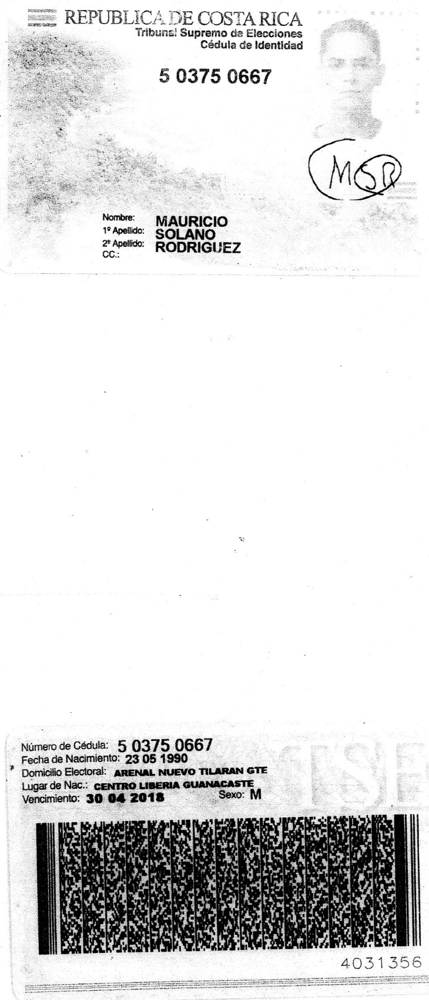 REPUBLICA DE COSTA RICA
Tribunal Supremo de Elecciones
Cédula de Identidad
5 0375 0667
MSR
Nombre: MAURICIO
1º Apellido: SOLANO
2º Apellido: RODRIGUEZ
CC.:
Número de Cédula: 5 0375 0667
Fecha de Nacimiento: 23 05 1990
Domicilio Electoral: ARENAL NUEVO TILARAN GTE
Lugar de Nac.: CENTRO LIBERIA GUANACASTE
Vencimiento: 30 04 2018 Sexo: M
4031356